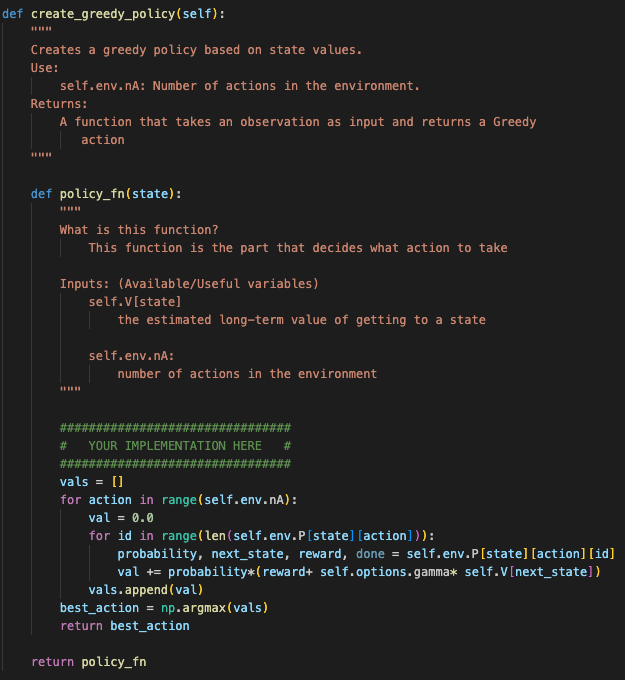 def create_greedy_policy(self):
    """
    Creates a greedy policy based on state values.
    Use:
        self.env.nA: Number of actions in the environment.
    Returns:
        A function that takes an observation as input and returns a Greedy
           action
    """

    def policy_fn(state):
        """
        What is this function?
            This function is the part that decides what action to take

        Inputs: (Available/Useful variables)
            self.V[state]
                the estimated long-term value of getting to a state

            self.env.nA:
                number of actions in the environment
        """

        ################################
        #   YOUR IMPLEMENTATION HERE   #
        ################################
        vals = []
        for action in range(self.env.nA):
            val = 0.0
            for id in range(len(self.env.P[state][action])):
                probability, next_state, reward, done = self.env.P[state][action][id]
                val += probability*(reward+ self.options.gamma* self.V[next_state])
            vals.append(val)
        best_action = np.argmax(vals)
        return best_action

    return policy_fn